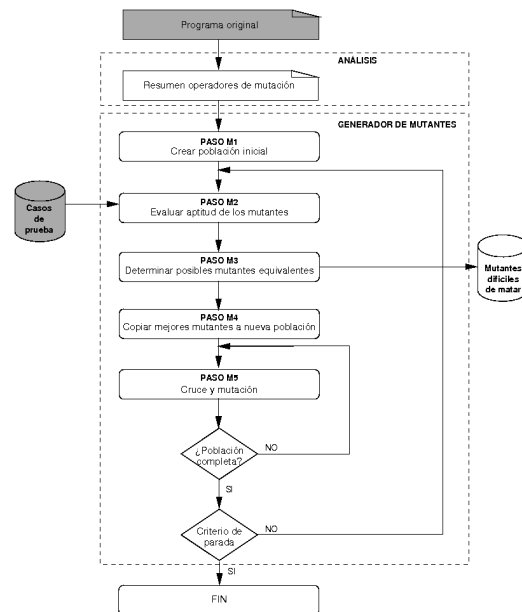 Programa original
ANÁLISIS
Resumen operadores de mutación
GENERADOR DE MUTANTES
PASO M1
Crear población inicial
Casos
de
prueba
PASO M2
Evaluar aptitud de los mutantes
PASO M3
Determinar posibles mutantes equivalentes
Mutantes
difíciles
de matar
PASO M4
Copiar mejores mutantes a nueva población
PASO M5
Cruce y mutación
¿Población
completa?
NO
SI
Criterio de
parada
NO
SI
FIN